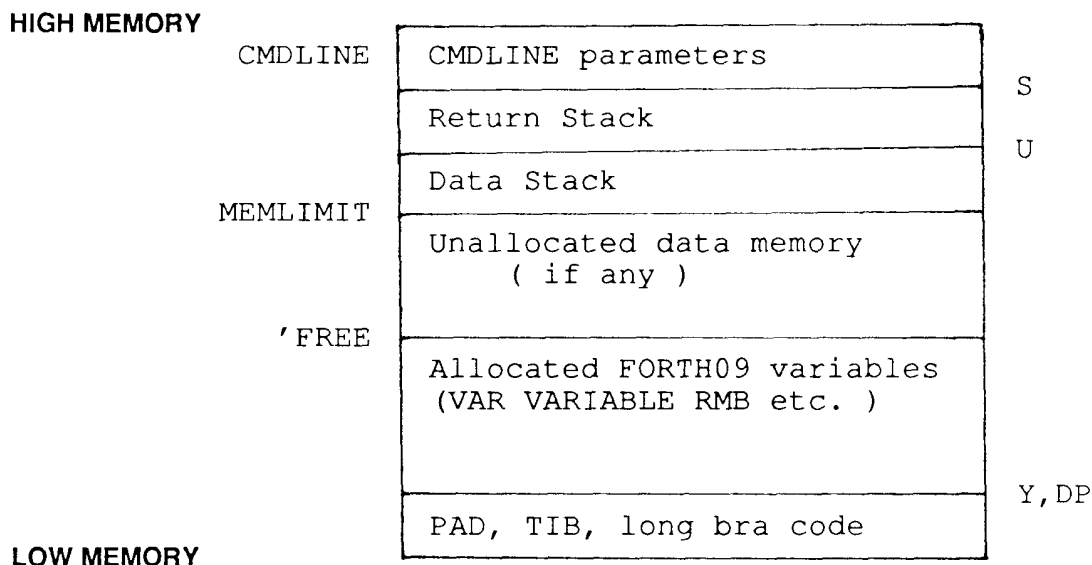 HIGH MEMORY
CMDLINE
CMDLINE parameters
S
Return Stack
U
Data Stack
MEMLIMIT
Unallocated data memory
( if any )
'FREE
Allocated FORTH09 variables
(VAR VARIABLE RMB etc. )
Y,DP
PAD, TIB, long bra code
LOW MEMORY